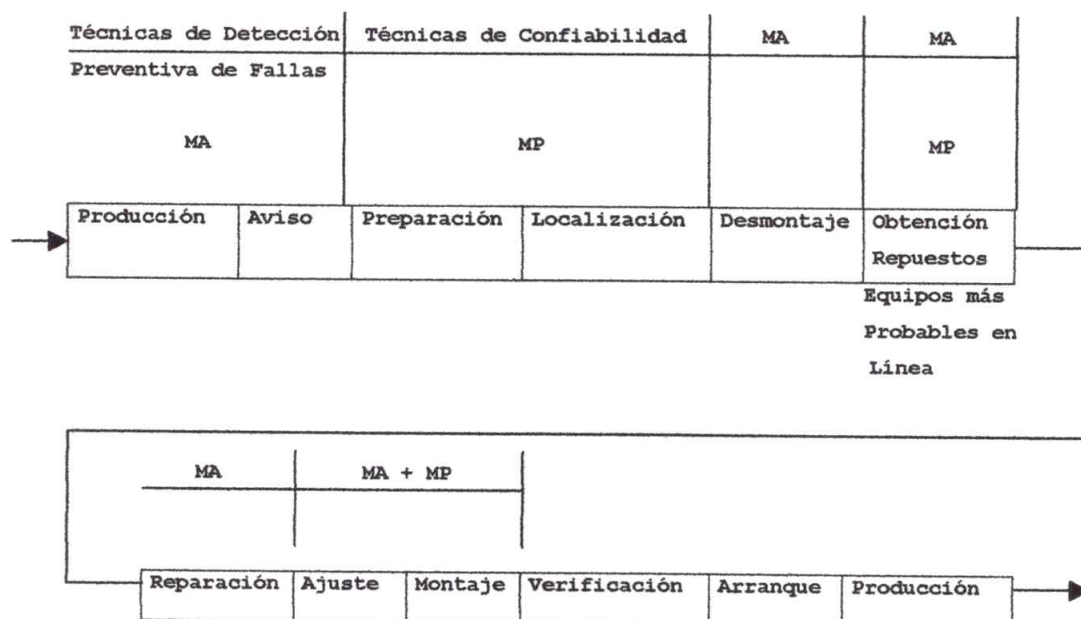 Técnicas de Detección Técnicas de Confiabilidad MA MA
Preventiva de Fallas
MA MP MP
Producción Aviso Preparación Localización Desmontaje Obtención
Repuestos
Equipos más
Probables en
Línea
MA MA + MP
Reparación Ajuste Montaje Verificación Arranque Producción